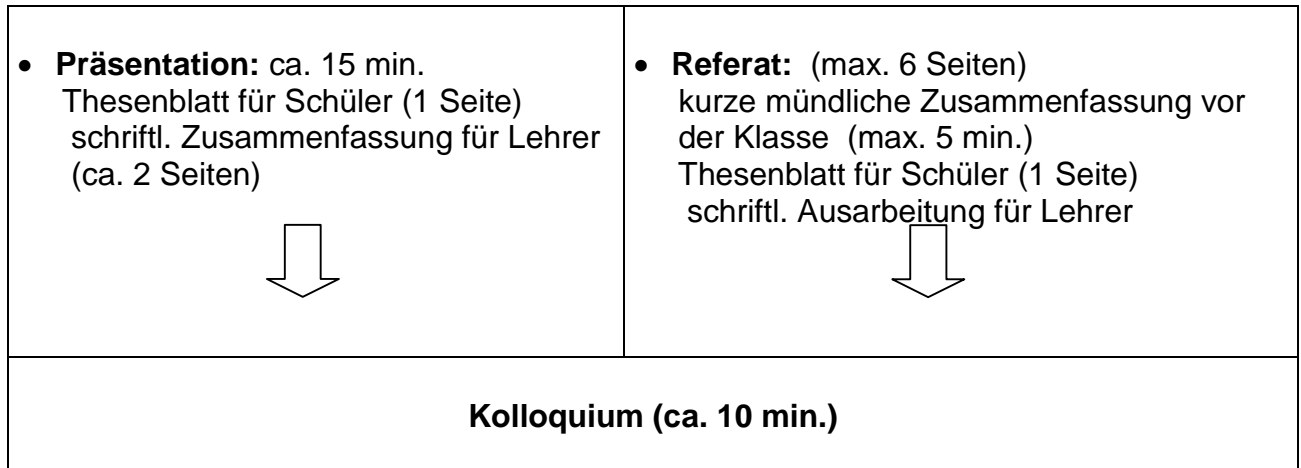 • Präsentation: ca. 15 min.
Thesenblatt für Schüler (1 Seite)
schriftl. Zusammenfassung für Lehrer
(ca. 2 Seiten)
• Referat: (max. 6 Seiten)
kurze mündliche Zusammenfassung vor
der Klasse (max. 5 min.)
Thesenblatt für Schüler (1 Seite)
schriftl. Ausarbeitung für Lehrer
Kolloquium (ca. 10 min.)